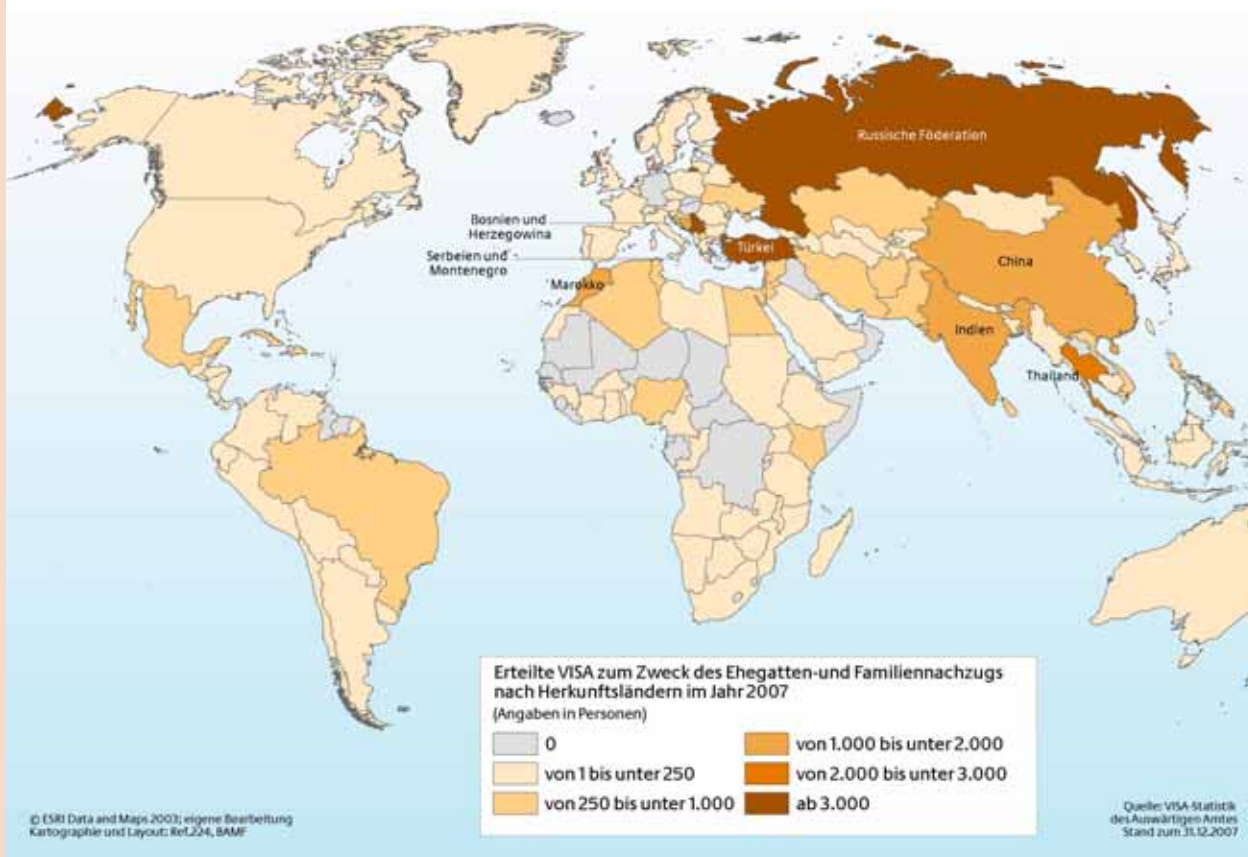 Russische Föderation
Bosnien und
Herzegowina
Serbeien und
Montenegro
Türkei
China
Marokko
Indien
Thailand
Erteilte VISA zum Zweck des Ehegatten-und Familiennachzugs
nach Herkunftsländern im Jahr 2007
(Angaben in Personen)
0
von 1 bis unter 250
von 250 bis unter 1.000
von 1.000 bis unter 2.000
von 2.000 bis unter 3.000
ab 3.000
© ESRI Data and Maps 2003; eigene Bearbeitung
Kartographie und Layout: Ref.224, BAMF
Quelle: VISA-Statistik
des Auswärtigen Amtes
Stand zum 31.12.2007